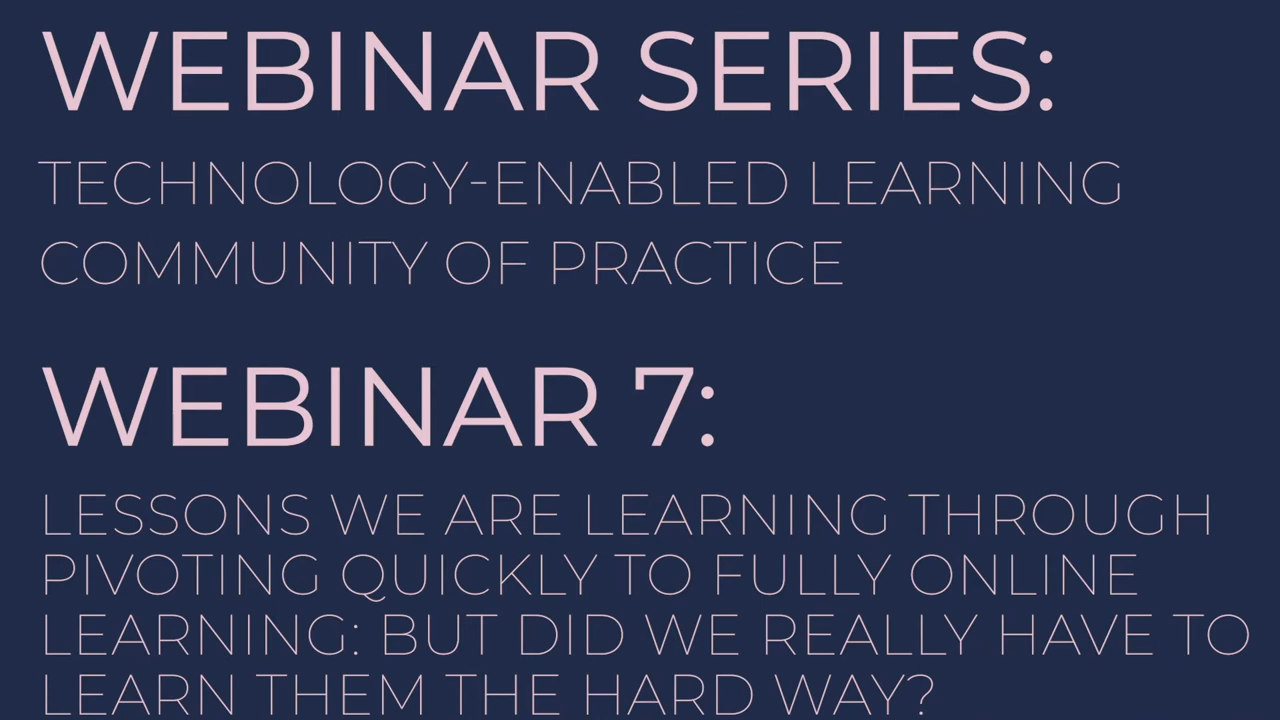 WEBINAR SERIES:
TECHNOLOGY-ENABLED LEARNING
COMMUNITY OF PRACTICE
WEBINAR 7:
LESSONS WE ARE LEARNING THROUGH
PIVOTING QUICKLY TO FULLY ONLINE
LEARNING: BUT DID WE REALLY HAVE TO
LEARN THEM THE HARD WAY?